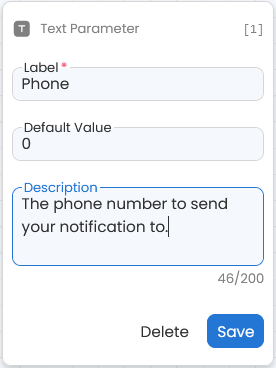 T Text Parameter [1]
Label *
Phone
Default Value
0
Description
The phone number to send
your notification to.
46/200
Delete Save